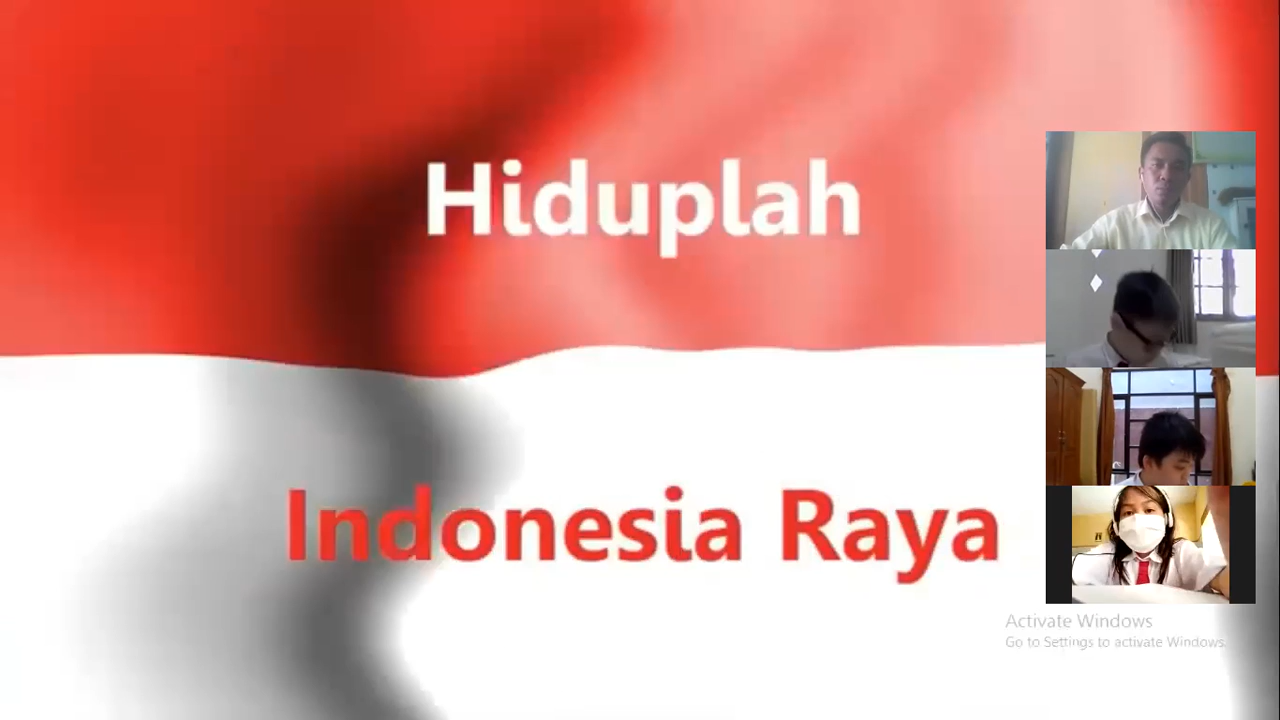 Hiduplah
Indonesia Raya
Activate Windows
Go to Settings to activate Windows.